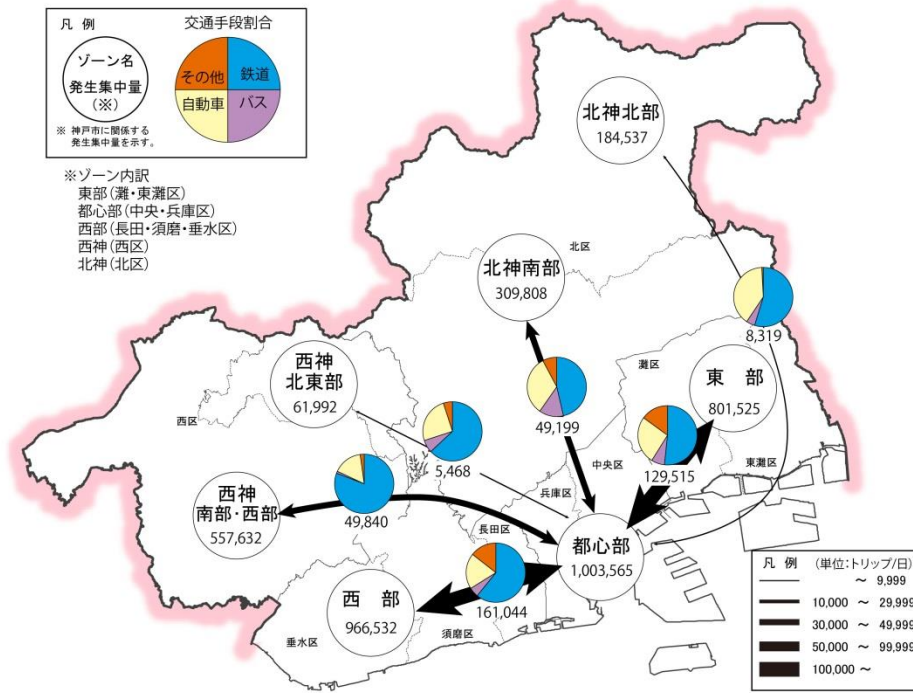 凡 例
交通手段割合
ゾーン名
発生集中量
(※)
その他
鉄道
自動車
バス
※ 神戸市に関係する
発生集中量を示す。
※ゾーン内訳
東部(灘・東灘区)
都心部(中央・兵庫区)
西部(長田・須磨・垂水区)
西神(西区)
北神(北区)
北神北部
184,537
北区
北神南部
309,808
8,319
西神
北東部
61,992
灘区
東 部
801,525
西区
49,199
5,468
中央区
129,515
東灘区
西神
南部・西部
557,632
49,840
兵庫区
長田区
都心部
1,003,565
西 部
966,532
161,044
垂水区
須磨区
凡 例 (単位:トリップ/日)
~ 9,999
10,000 ~ 29,999
30,000 ~ 49,999
50,000 ~ 99,999
100,000 ~